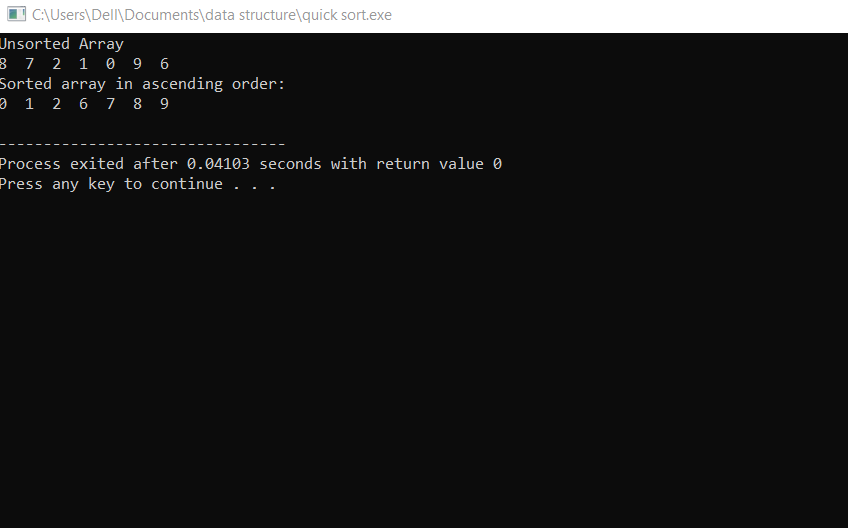 C:\Users\Dell\Documents\data structure\quick sort.exe
Unsorted Array
8  7  2  1  0  9  6
Sorted array in ascending order:
0  1  2  6  7  8  9
--------------------------------
Process exited after 0.04103 seconds with return value 0
Press any key to continue . . .